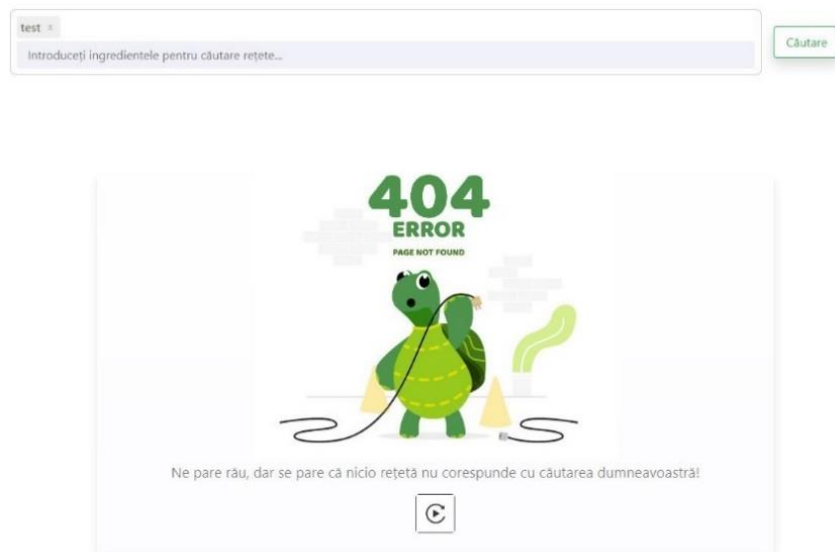 test ×
Introduceți ingredientele pentru căutare rețete...
Căutare
404
ERROR
PAGE NOT FOUND
Ne pare rău, dar se pare că nicio rețetă nu corespunde cu căutarea dumneavoastră!